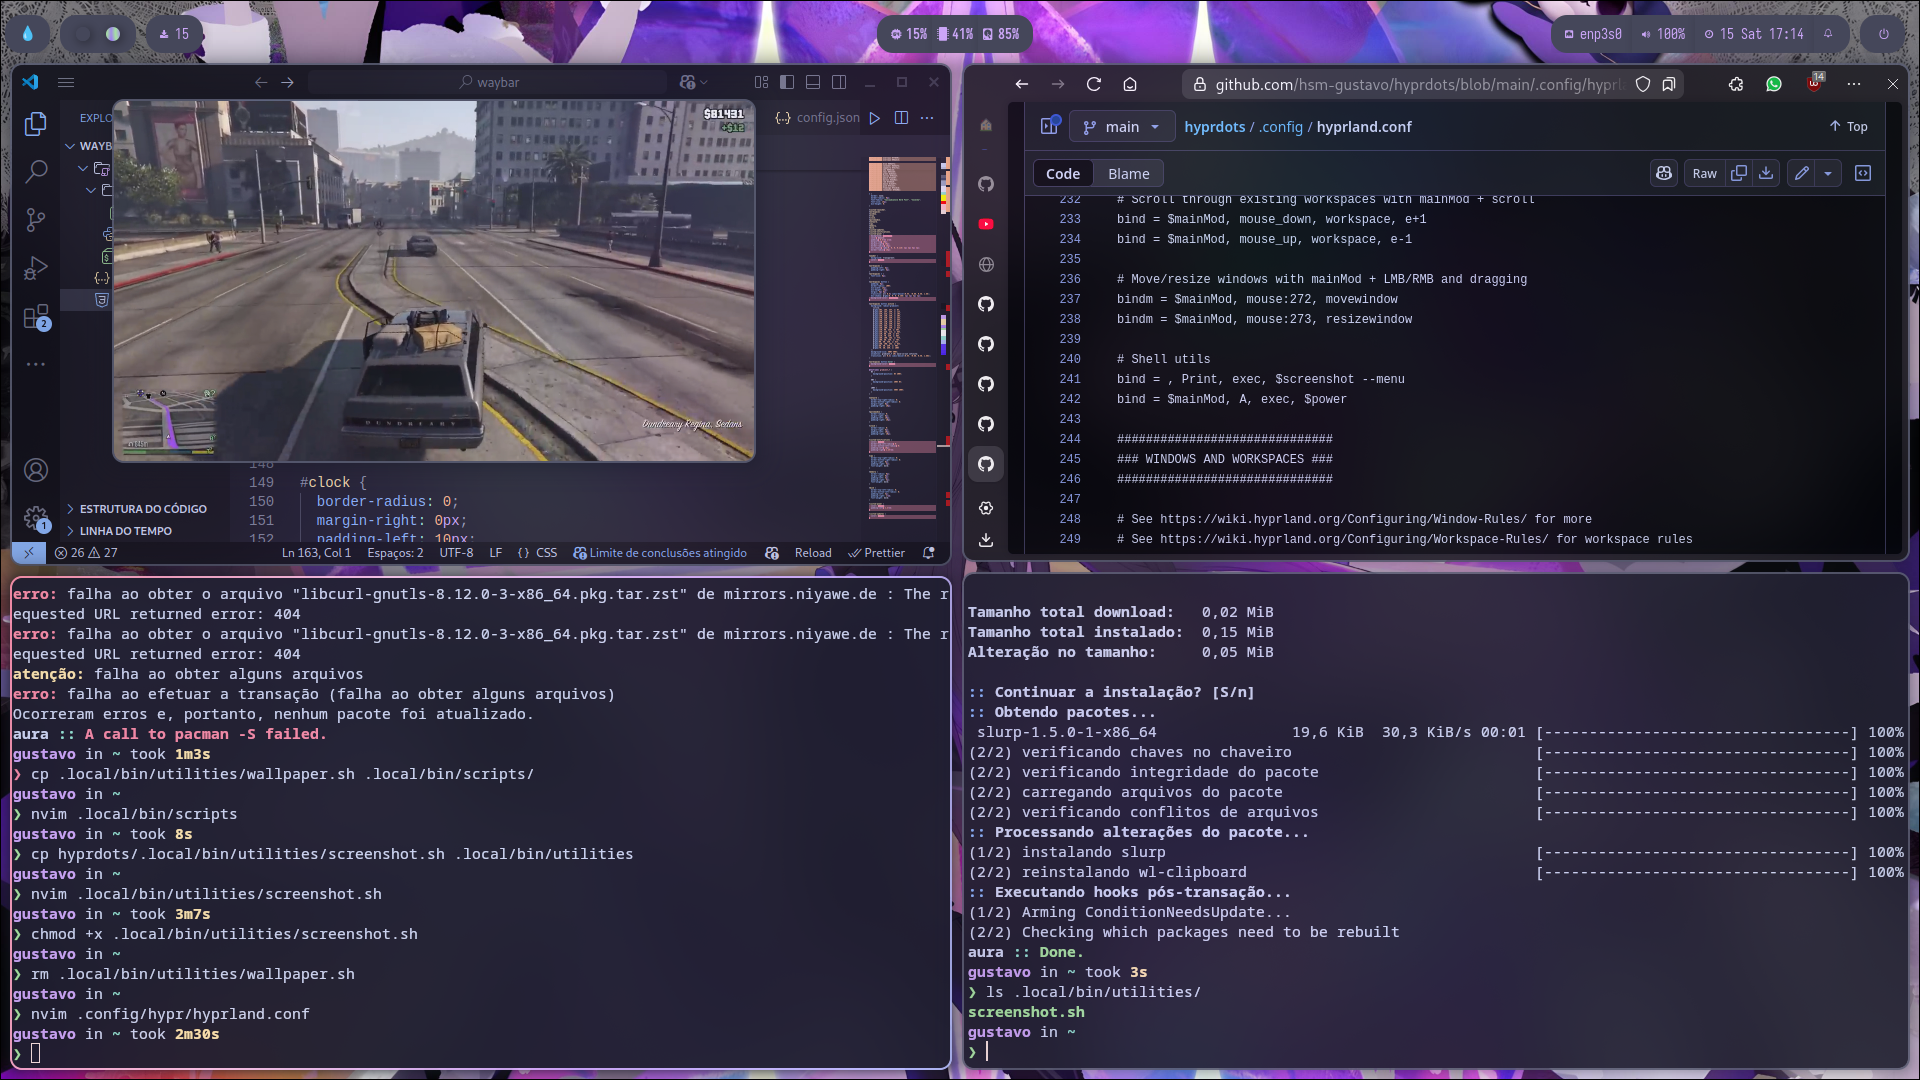 15
15% 41% 85%
enp3s0 100% 15 Sat 17:14
waybar
EXPLO
WAYB
{..} config.json
$81431
+$12
Dundreary Regina, Sedans
DUNDREARY
148
149 #clock {
150 border-radius: 0;
151 margin-right: 0px;
152 padding-left: 10px;
ESTRUTURA DO CÓDIGO
LINHA DO TEMPO
2
1
26 27 Ln 163, Col 1 Espaços: 2 UTF-8 LF {} CSS Limite de conclusões atingido Reload Prettier
github.com/hsm-gustavo/hyprdots/blob/main/.config/hyprl
14
main hyprdots / .config / hyprland.conf Top
Code Blame Raw
232 # Scroll through existing workspaces with mainMod + scroll
233 bind = $mainMod, mouse_down, workspace, e+1
234 bind = $mainMod, mouse_up, workspace, e-1
235
236 # Move/resize windows with mainMod + LMB/RMB and dragging
237 bindm = $mainMod, mouse:272, movewindow
238 bindm = $mainMod, mouse:273, resizewindow
239
240 # Shell utils
241 bind = , Print, exec, $screenshot --menu
242 bind = $mainMod, A, exec, $power
243
244 ##############################
245 ### WINDOWS AND WORKSPACES ###
246 ##############################
247
248 # See https://wiki.hyprland.org/Configuring/Window-Rules/ for more
249 # See https://wiki.hyprland.org/Configuring/Workspace-Rules/ for workspace rules
erro: falha ao obter o arquivo "libcurl-gnutls-8.12.0-3-x86_64.pkg.tar.zst" de mirrors.niyawe.de : The r
equested URL returned error: 404
erro: falha ao obter o arquivo "libcurl-gnutls-8.12.0-3-x86_64.pkg.tar.zst" de mirrors.niyawe.de : The r
equested URL returned error: 404
atenção: falha ao obter alguns arquivos
erro: falha ao efetuar a transação (falha ao obter alguns arquivos)
Ocorreram erros e, portanto, nenhum pacote foi atualizado.
aura :: A call to pacman -S failed.
gustavo in ~ took 1m3s
❯ cp .local/bin/utilities/wallpaper.sh .local/bin/scripts/
gustavo in ~
❯ nvim .local/bin/scripts
gustavo in ~ took 8s
❯ cp hyprdots/.local/bin/utilities/screenshot.sh .local/bin/utilities
gustavo in ~
❯ nvim .local/bin/utilities/screenshot.sh
gustavo in ~ took 3m7s
❯ chmod +x .local/bin/utilities/screenshot.sh
gustavo in ~
❯ rm .local/bin/utilities/wallpaper.sh
gustavo in ~
❯ nvim .config/hypr/hyprland.conf
gustavo in ~ took 2m30s
❯
Tamanho total download: 0,02 MiB
Tamanho total instalado: 0,15 MiB
Alteração no tamanho: 0,05 MiB
:: Continuar a instalação? [S/n]
:: Obtendo pacotes...
slurp-1.5.0-1-x86_64 19,6 KiB 30,3 KiB/s 00:01 [----------------------------------] 100%
(2/2) verificando chaves no chaveiro [----------------------------------] 100%
(2/2) verificando integridade do pacote [----------------------------------] 100%
(2/2) carregando arquivos do pacote [----------------------------------] 100%
(2/2) verificando conflitos de arquivos [----------------------------------] 100%
:: Processando alterações do pacote...
(1/2) instalando slurp [----------------------------------] 100%
(2/2) reinstalando wl-clipboard [----------------------------------] 100%
:: Executando hooks pós-transação...
(1/2) Arming ConditionNeedsUpdate...
(2/2) Checking which packages need to be rebuilt
aura :: Done.
gustavo in ~ took 3s
❯ ls .local/bin/utilities/
screenshot.sh
gustavo in ~
❯